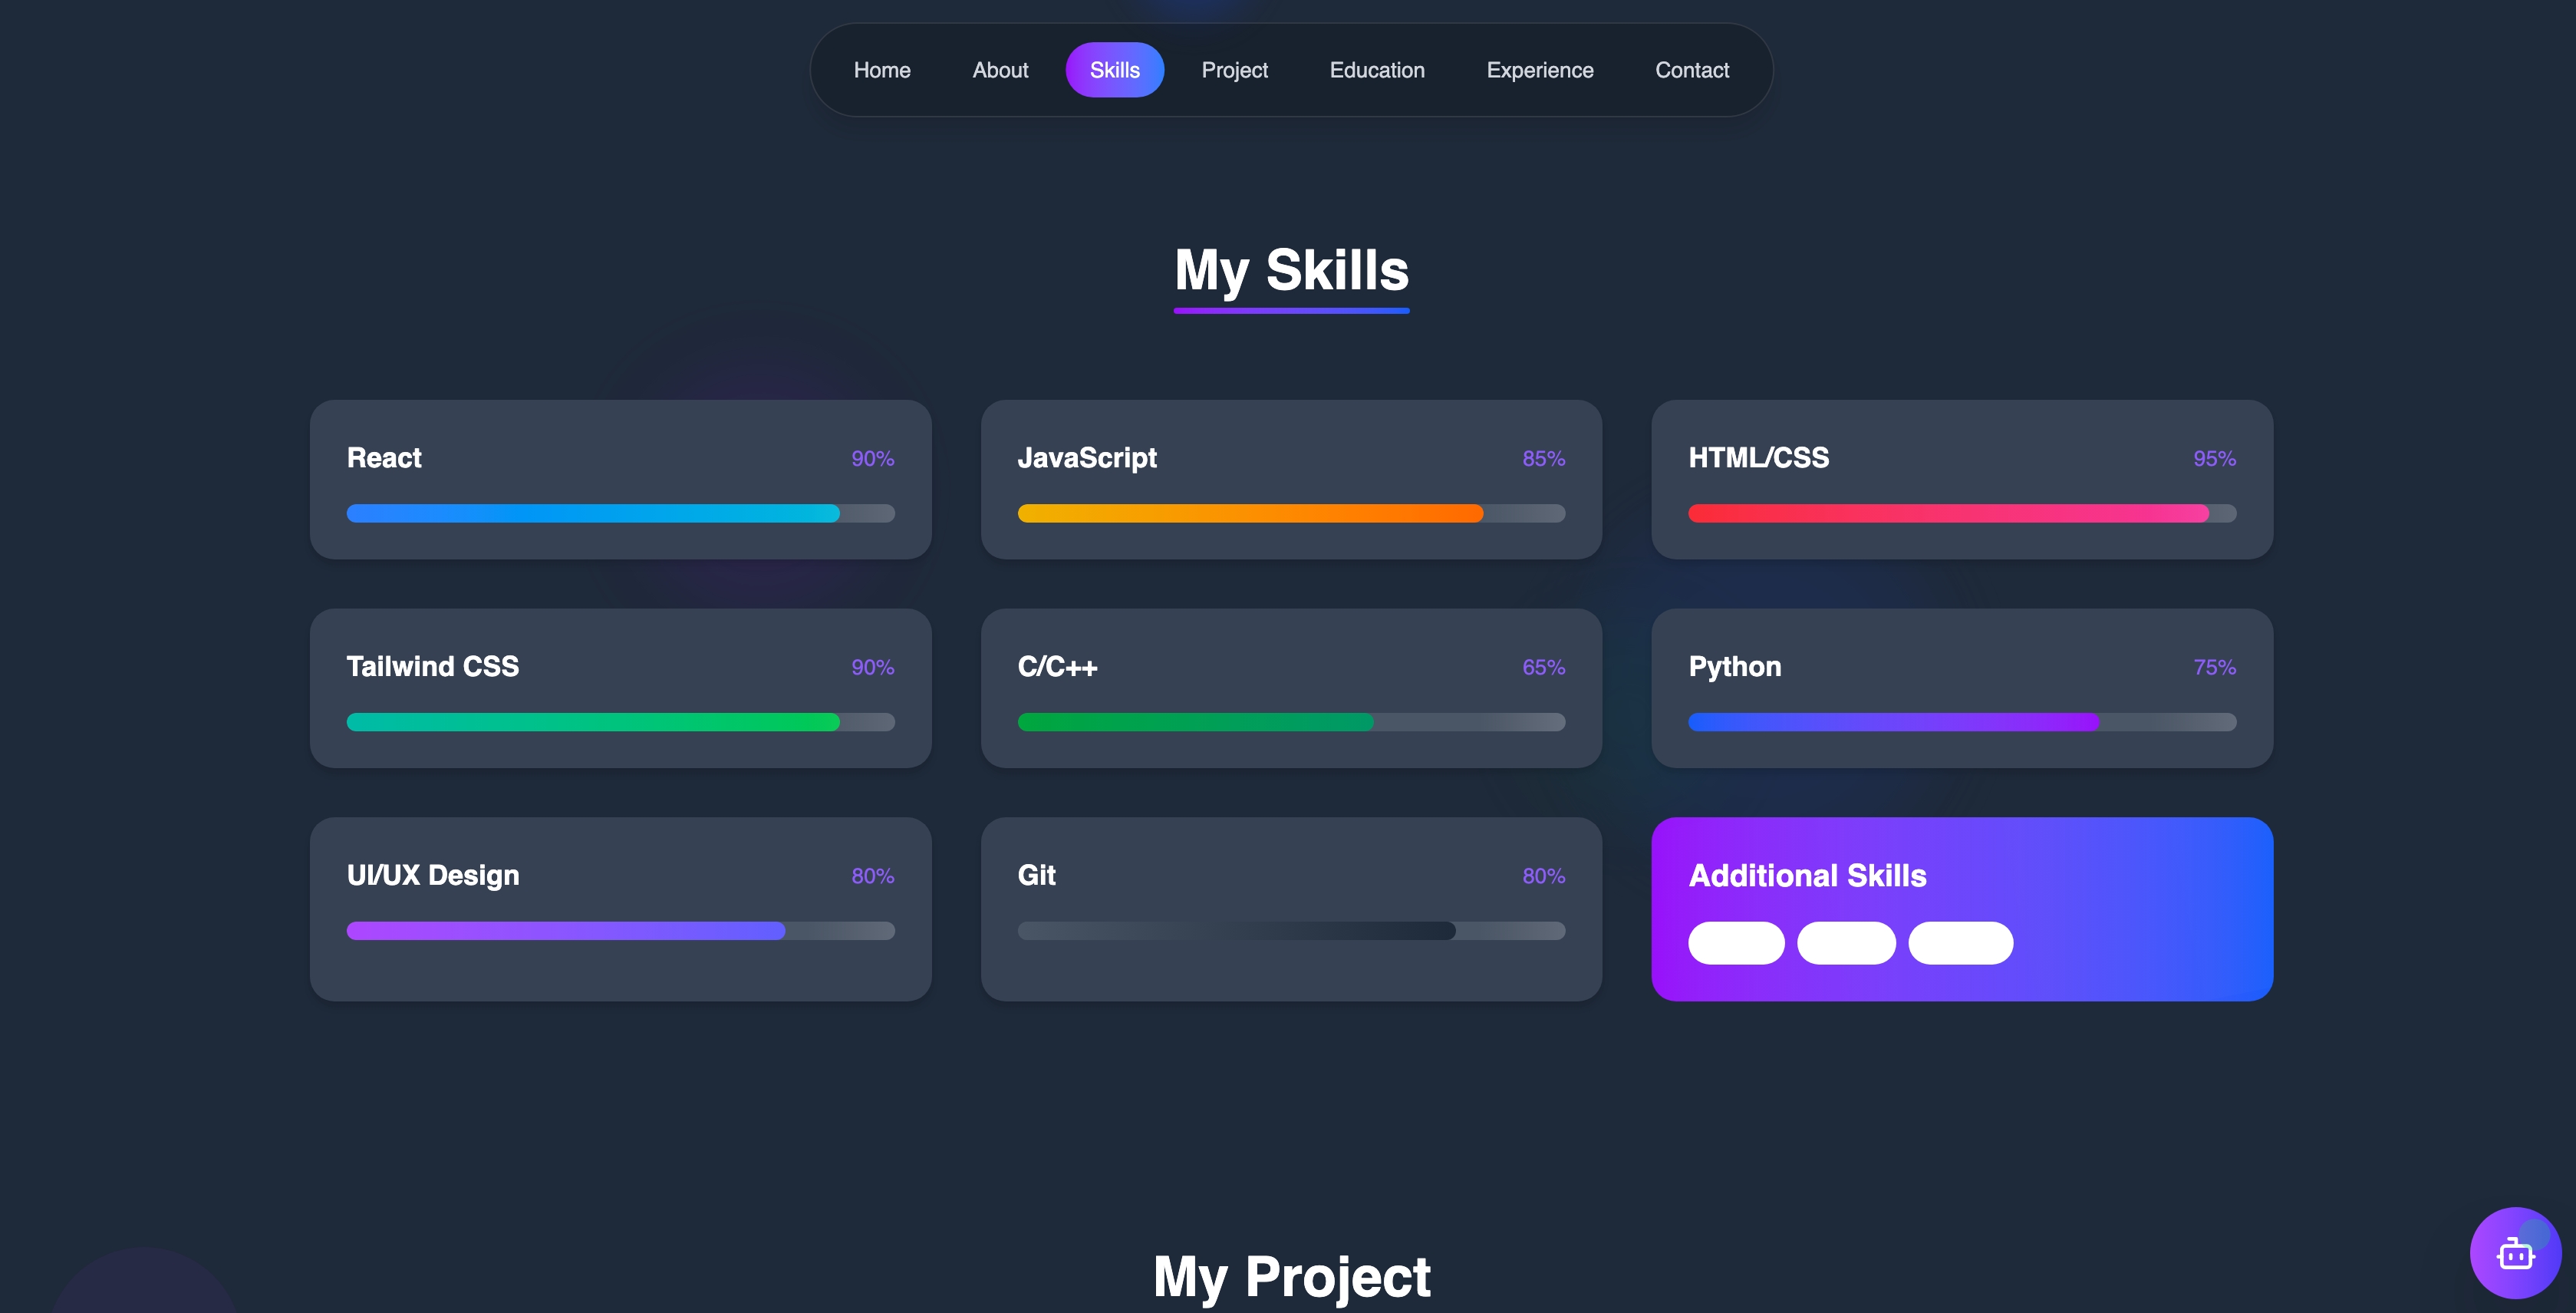 Home About Skills Project Education Experience Contact
My Skills
React 90%
JavaScript 85%
HTML/CSS 95%
Tailwind CSS 90%
C/C++ 65%
Python 75%
UI/UX Design 80%
Git 80%
Additional Skills
My Project